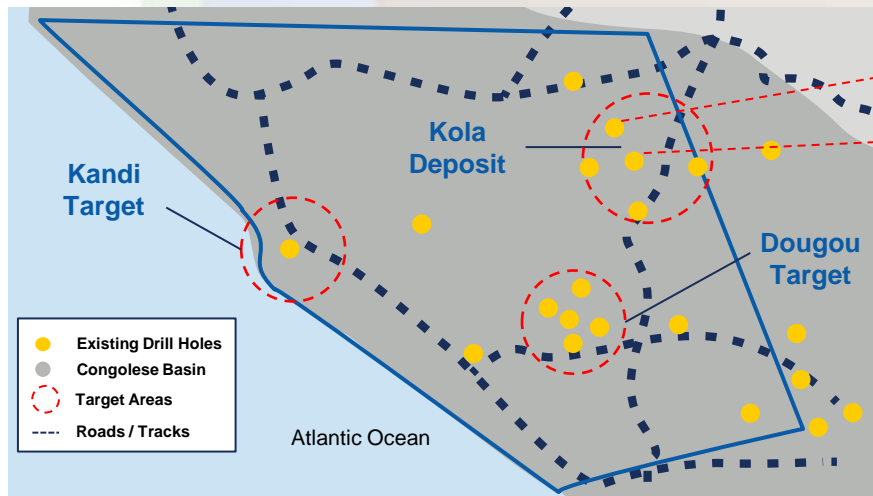 Kola
Deposit
Kandi
Target
Dougou
Target
Existing Drill Holes
Congolese Basin
Target Areas
Roads / Tracks
Atlantic Ocean